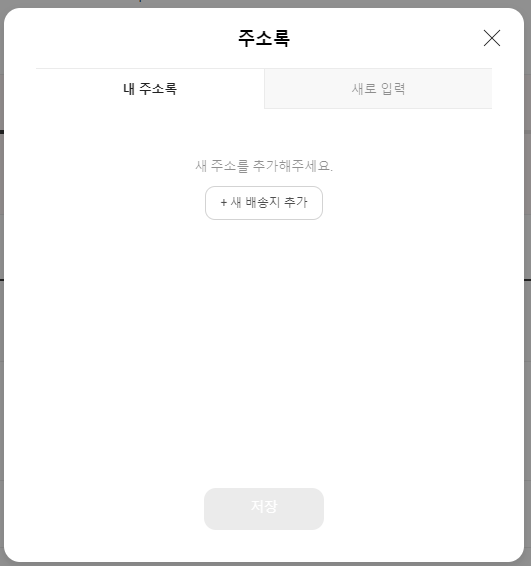 주소록
내 주소록
새로 입력
새 주소를 추가해주세요.
+ 새 배송지 추가
저장